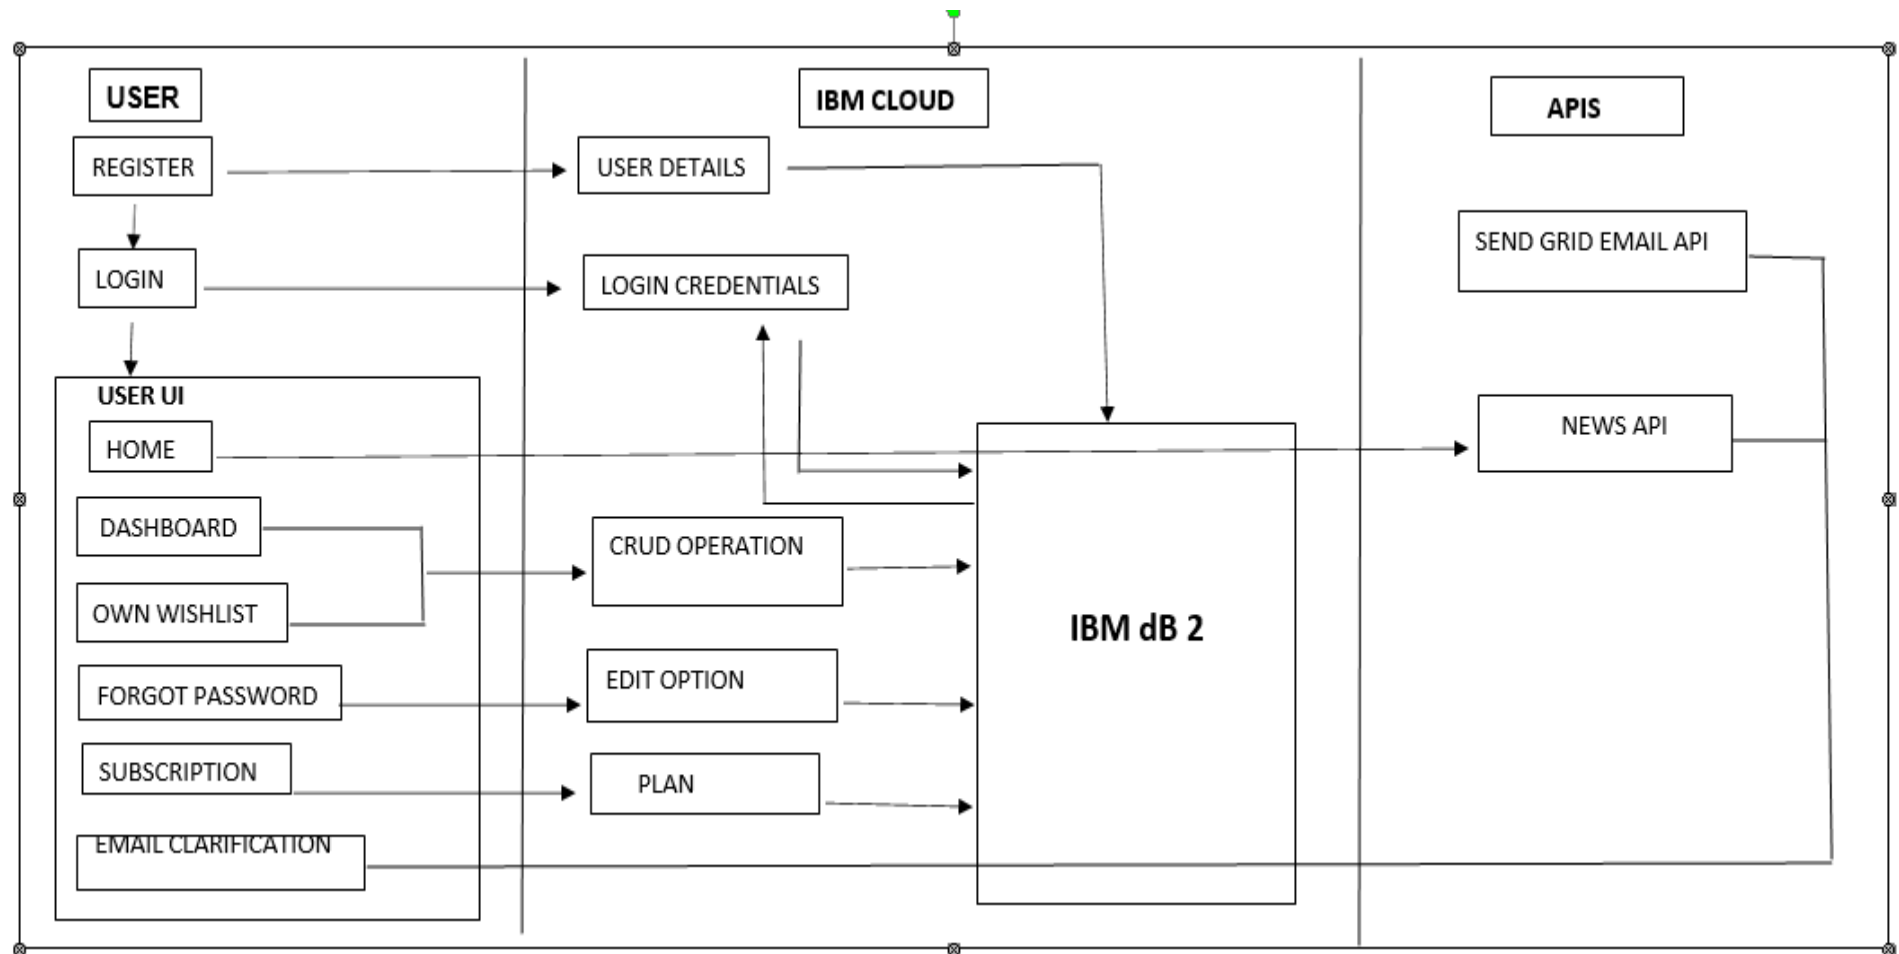 USER
REGISTER
LOGIN
USER UI
HOME
DASHBOARD
OWN WISHLIST
FORGOT PASSWORD
SUBSCRIPTION
EMAIL CLARIFICATION
IBM CLOUD
USER DETAILS
LOGIN CREDENTIALS
CRUD OPERATION
EDIT OPTION
PLAN
IBM dB 2
APIS
SEND GRID EMAIL API
NEWS API